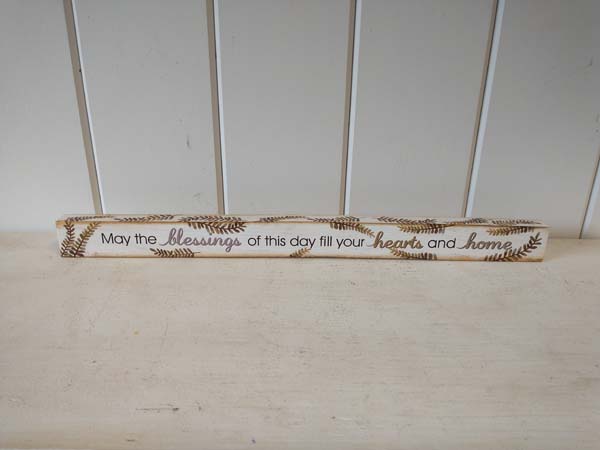 May the blessings of this day fill your hearts and home